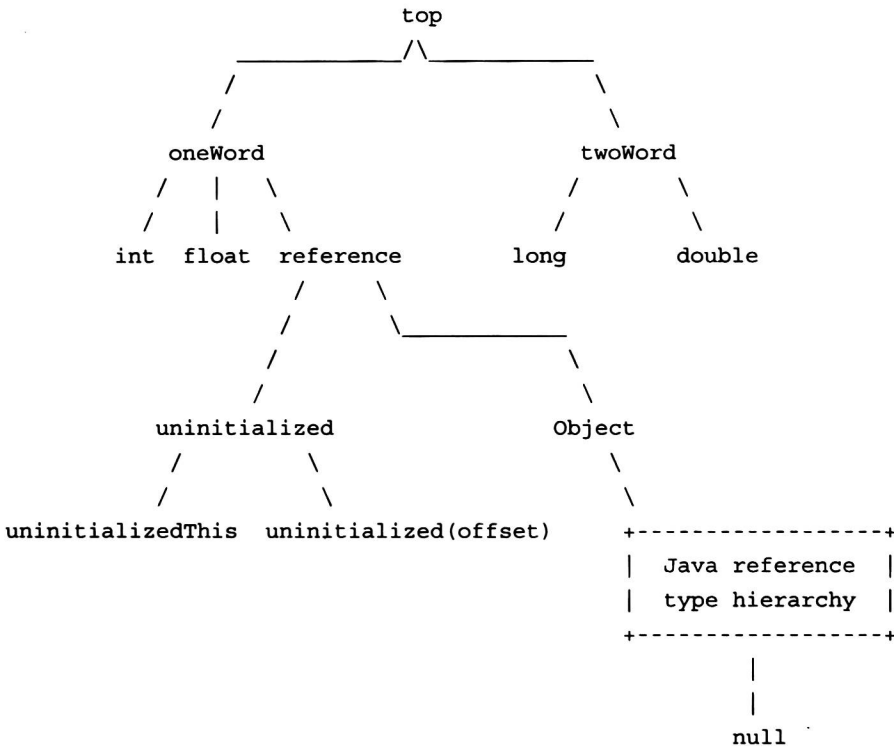 top
oneWord twoWord
int float reference long double
uninitialized Object
uninitializedThis uninitialized(offset)
Java reference
type hierarchy
null